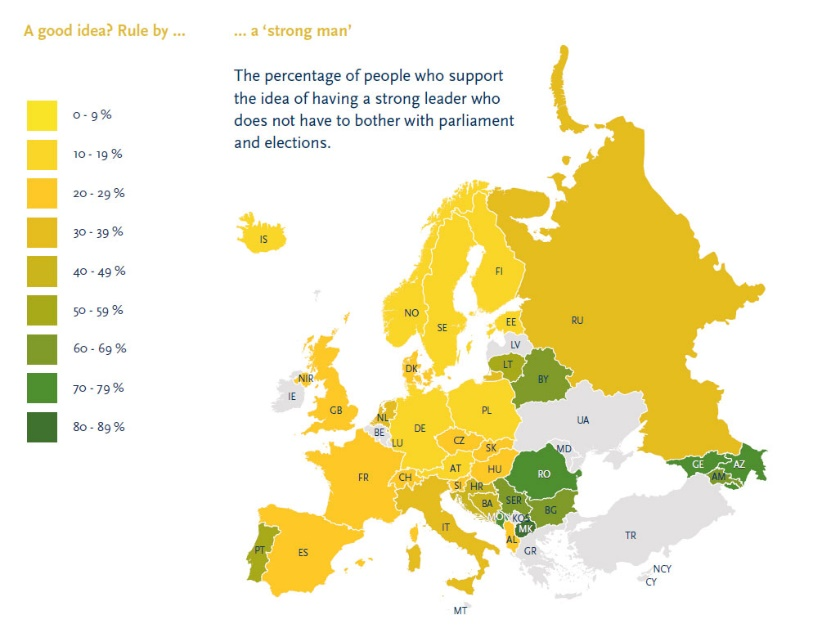 A good idea? Rule by ...
... a ‘strong man’
The percentage of people who support
the idea of having a strong leader who
does not have to bother with parliament
and elections.
0 - 9 %
10 - 19 %
20 - 29 %
30 - 39 %
40 - 49 %
50 - 59 %
60 - 69 %
70 - 79 %
80 - 89 %
IS
FI
NO
SE
RU
EE
LV
LT
DK
NIR
BY
IE
GB
NL
PL
UA
BE
DE
LU
CZ
SK
MD
FR
CH
AT
HU
RO
GE
AZ
AM
SI
HR
BA
SER
BG
MON
KOS
MK
IT
TR
PT
ES
AL
GR
NCY
CY
MT